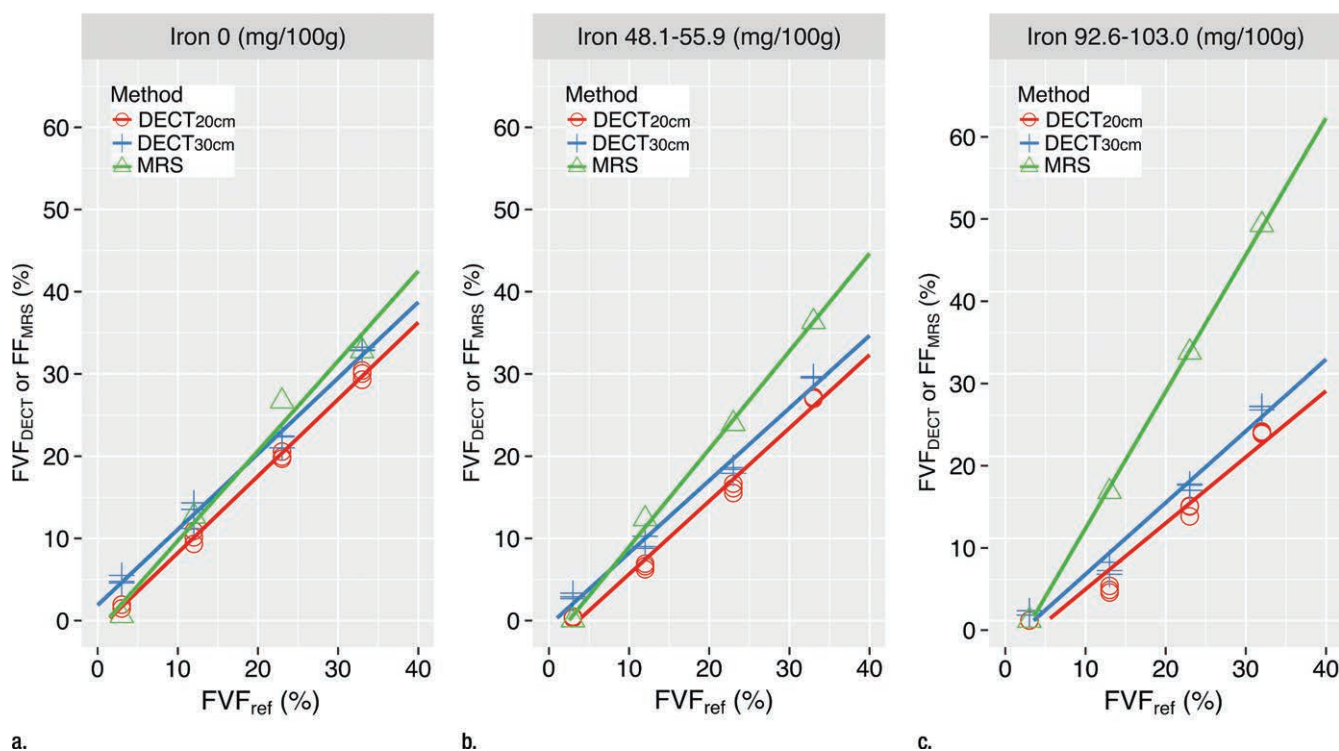 Iron 0 (mg/100g)
Method
DECT20cm
DECT30cm
MRS
60
50
40
30
20
10
0
0 10 20 30 40
FVFDECT or FFMRS (%)
FVFref (%)
a.
Iron 48.1-55.9 (mg/100g)
Method
DECT20cm
DECT30cm
MRS
60
50
40
30
20
10
0
0 10 20 30 40
FVFDECT or FFMRS (%)
FVFref (%)
b.
Iron 92.6-103.0 (mg/100g)
Method
DECT20cm
DECT30cm
MRS
60
50
40
30
20
10
0
0 10 20 30 40
FVFDECT or FFMRS (%)
FVFref (%)
c.